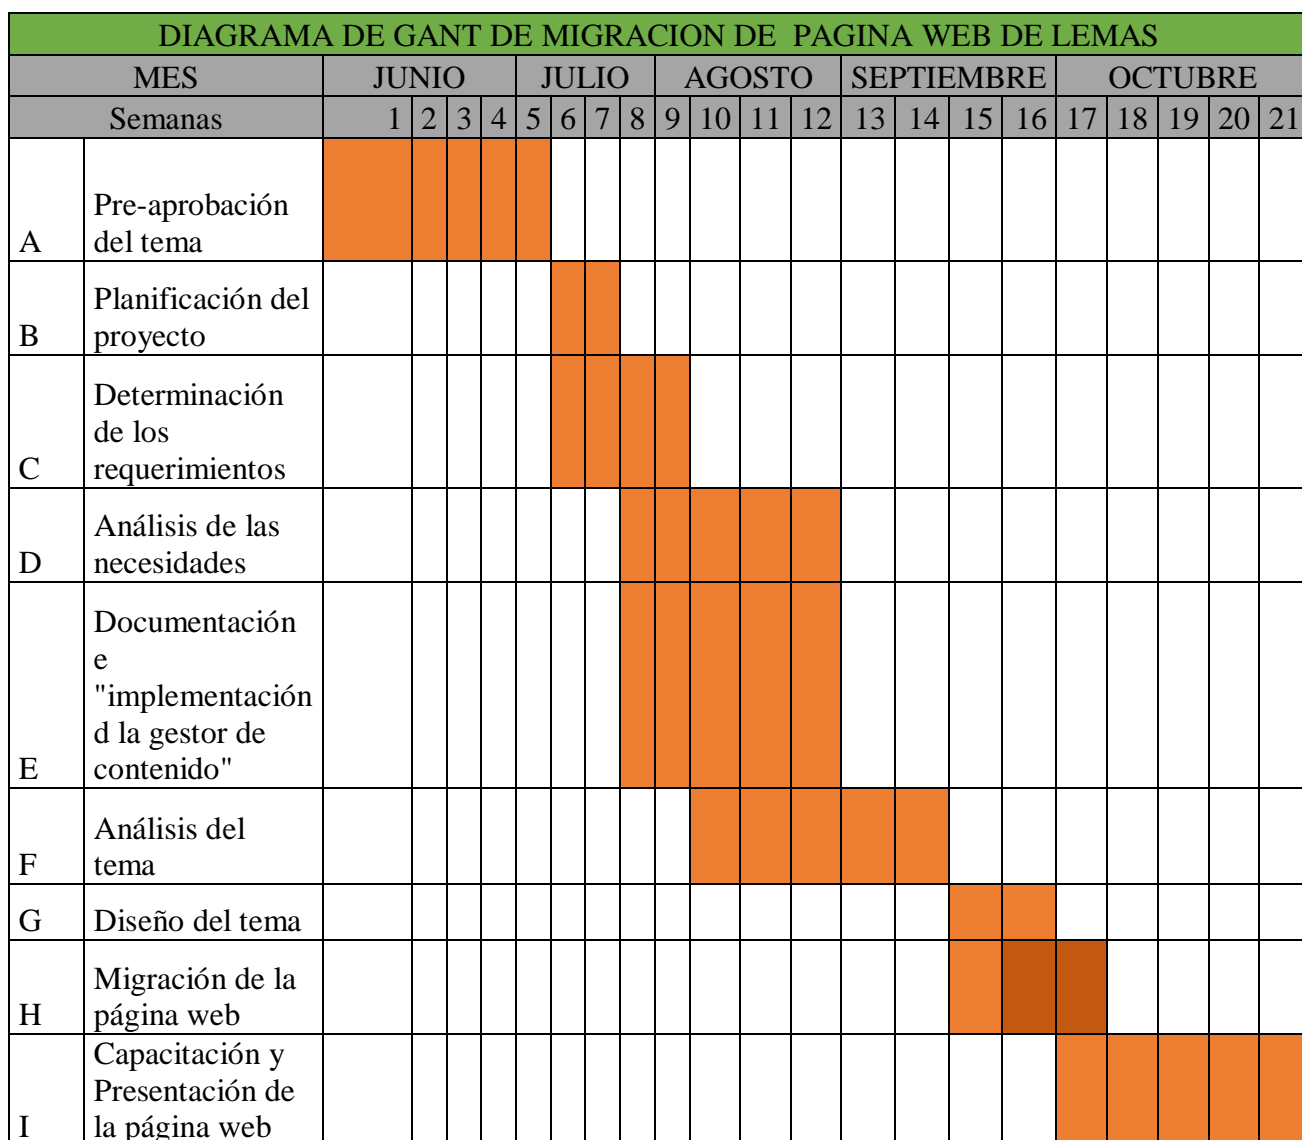 DIAGRAMA DE GANT DE MIGRACION DE PAGINA WEB DE LEMAS
MES JUNIO JULIO AGOSTO SEPTIEMBRE OCTUBRE
Semanas 1 2 3 4 5 6 7 8 9 10 11 12 13 14 15 16 17 18 19 20 21
Pre-aprobación
A del tema
Planificación del
B proyecto
Determinación
de los
C requerimientos
Análisis de las
D necesidades
Documentación
e
"implementación
d la gestor de
E contenido"
Análisis del
F tema
G Diseño del tema
Migración de la
H página web
Capacitación y
Presentación de
I la página web